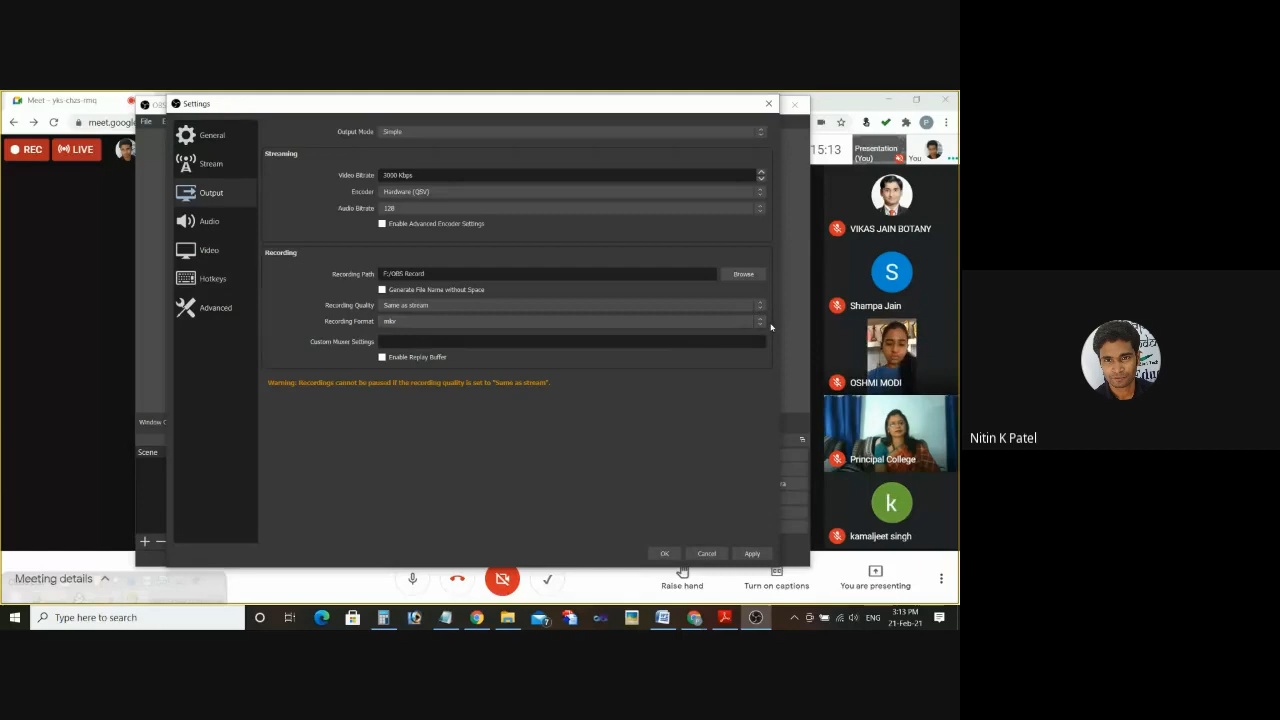 Meet – yks-chzs-rmq
Settings
OBS
meet.google
File
REC
LIVE
General
Stream
Output
Audio
Video
Hotkeys
Advanced
Output Mode
Simple
Streaming
Video Bitrate
3000 Kbps
Encoder
Hardware (QSV)
Audio Bitrate
128
Enable Advanced Encoder Settings
Recording
Recording Path
F:/OBS Record
Browse
Generate File Name without Space
Recording Quality
Same as stream
Recording Format
mkv
Custom Muxer Settings
Enable Replay Buffer
Warning: Recordings cannot be paused if the recording quality is set to "Same as stream".
Scene
OK
Cancel
Apply
15:13
Presentation
(You)
You
P
VIKAS JAIN BOTANY
S
Shampa Jain
OSHMI MODI
Principal College
k
kamaljeet singh
Nitin K Patel
Meeting details
Raise hand
Turn on captions
You are presenting
Type here to search
ENG
3:13 PM
21-Feb-21